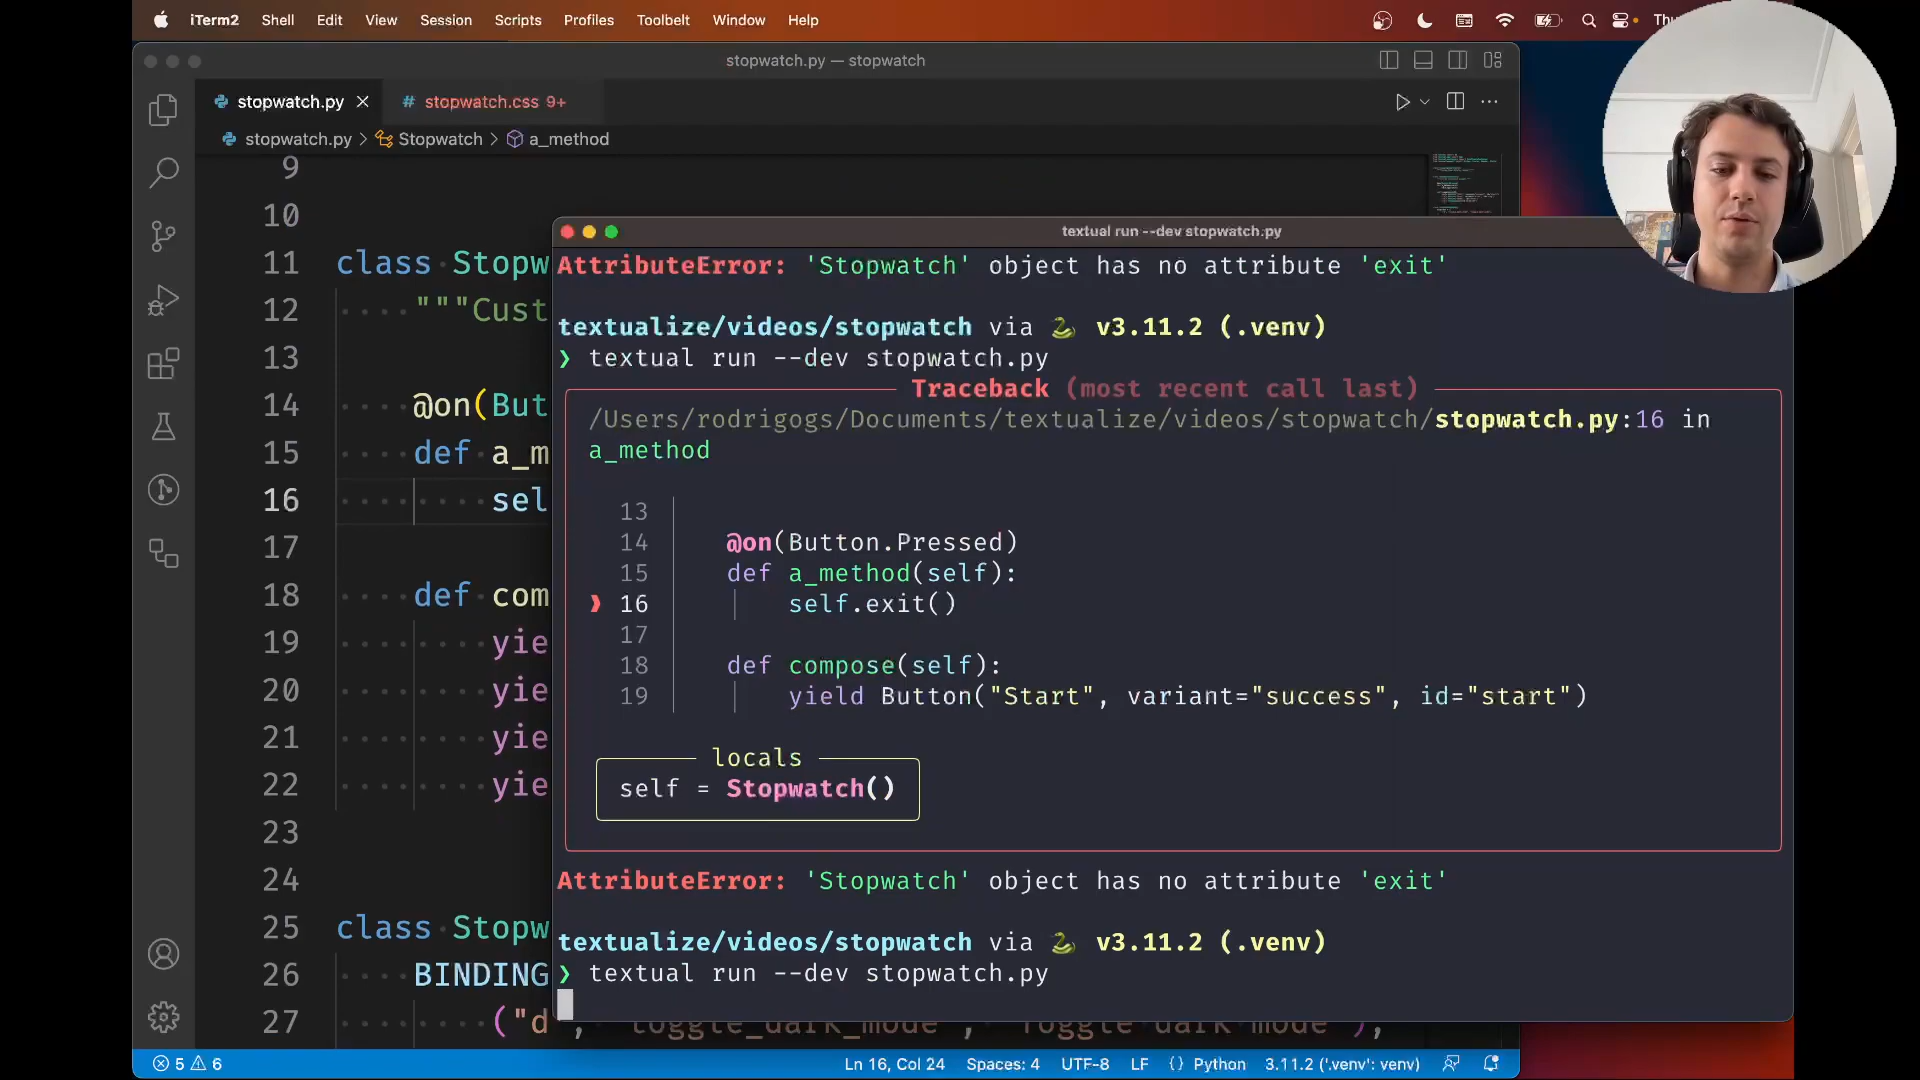 iTerm2 Shell Edit View Session Scripts Profiles Toolbelt Window Help Thu
stopwatch.py — stopwatch
stopwatch.py
# stopwatch.css 9+
stopwatch.py > Stopwatch > a_method
9
10
11 class Stopw
12 """Cust
13
14 @on(But
15 def a_m
16 sel
17
18 def com
19 yie
20 yie
21 yie
22 yie
23
24
25 class Stopw
26 BINDING
27 ("d", "toggle_dark_mode", "Toggle dark mode"),
textual run --dev stopwatch.py
AttributeError: 'Stopwatch' object has no attribute 'exit'
textualize/videos/stopwatch via 🐍 v3.11.2 (.venv)
❯ textual run --dev stopwatch.py
Traceback (most recent call last)
/Users/rodrigogs/Documents/textualize/videos/stopwatch/stopwatch.py:16 in
a_method
13
14 @on(Button.Pressed)
15 def a_method(self):
❱ 16 self.exit()
17
18 def compose(self):
19 yield Button("Start", variant="success", id="start")
locals
self = Stopwatch()
AttributeError: 'Stopwatch' object has no attribute 'exit'
textualize/videos/stopwatch via 🐍 v3.11.2 (.venv)
❯ textual run --dev stopwatch.py
5 6 Ln 16, Col 24 Spaces: 4 UTF-8 LF {} Python 3.11.2 ('.venv': venv)